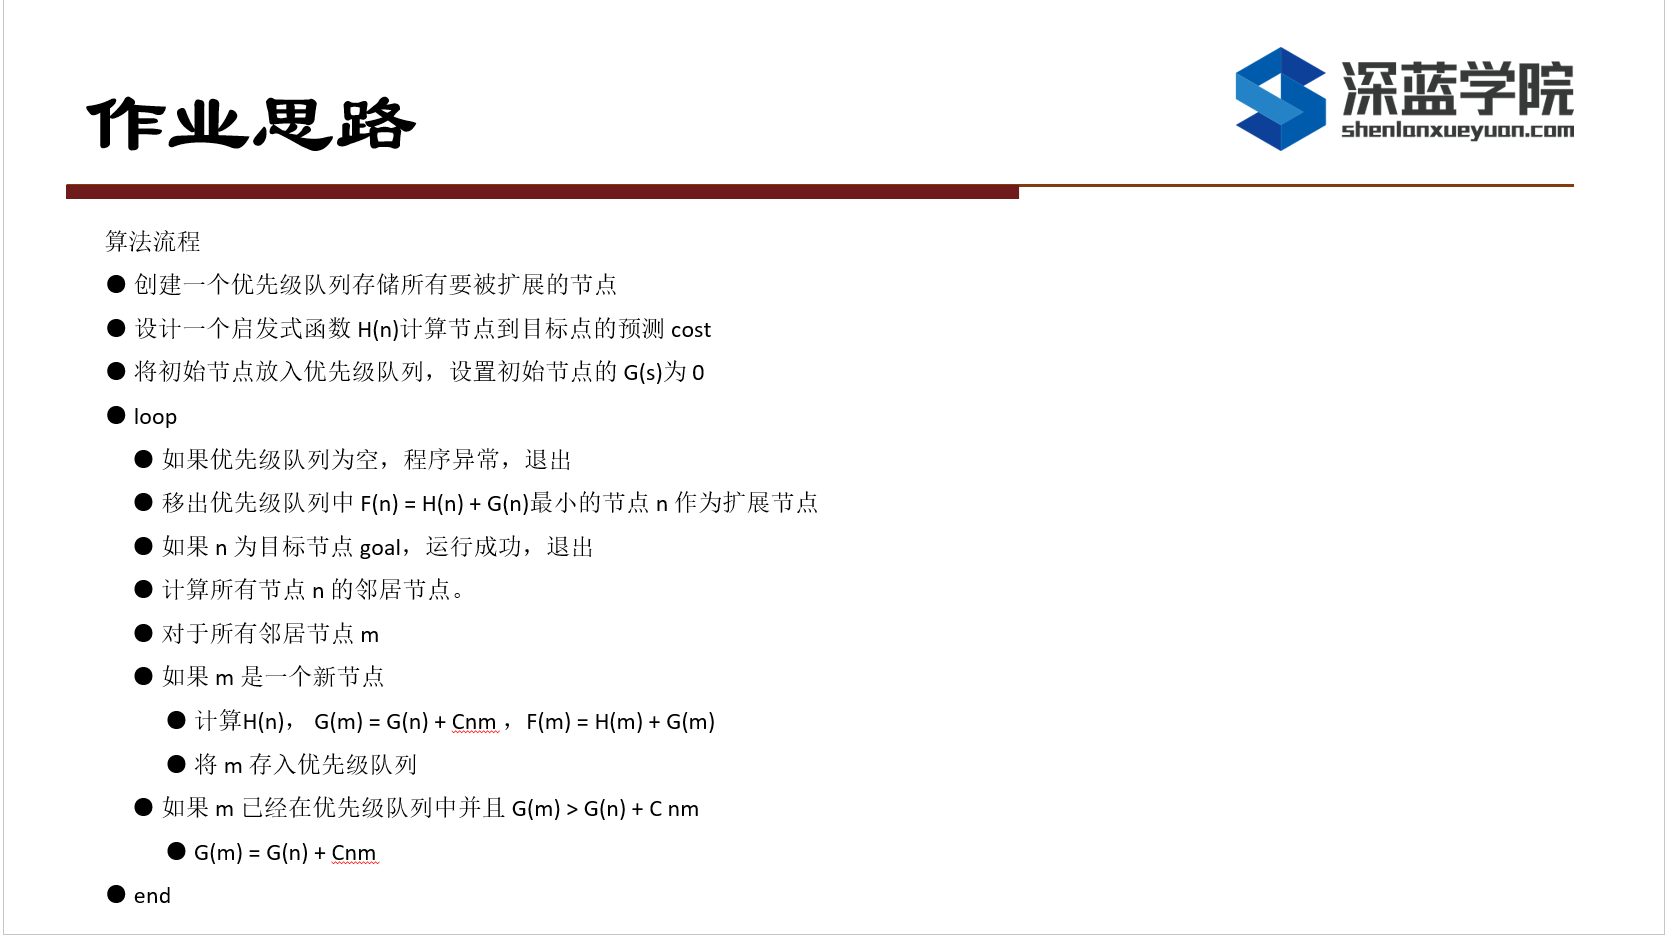 作业思路
深蓝学院
shenlanxueyuan.com
算法流程
● 创建一个优先级队列存储所有要被扩展的节点
● 设计一个启发式函数 H(n)计算节点到目标点的预测 cost
● 将初始节点放入优先级队列，设置初始节点的 G(s)为 0
● loop
● 如果优先级队列为空，程序异常，退出
● 移出优先级队列中 F(n) = H(n) + G(n)最小的节点 n 作为扩展节点
● 如果 n 为目标节点 goal，运行成功，退出
● 计算所有节点 n 的邻居节点。
● 对于所有邻居节点 m
● 如果 m 是一个新节点
● 计算H(n)， G(m) = G(n) + Cnm ，F(m) = H(m) + G(m)
● 将 m 存入优先级队列
● 如果 m 已经在优先级队列中并且 G(m) > G(n) + C nm
● G(m) = G(n) + Cnm
● end